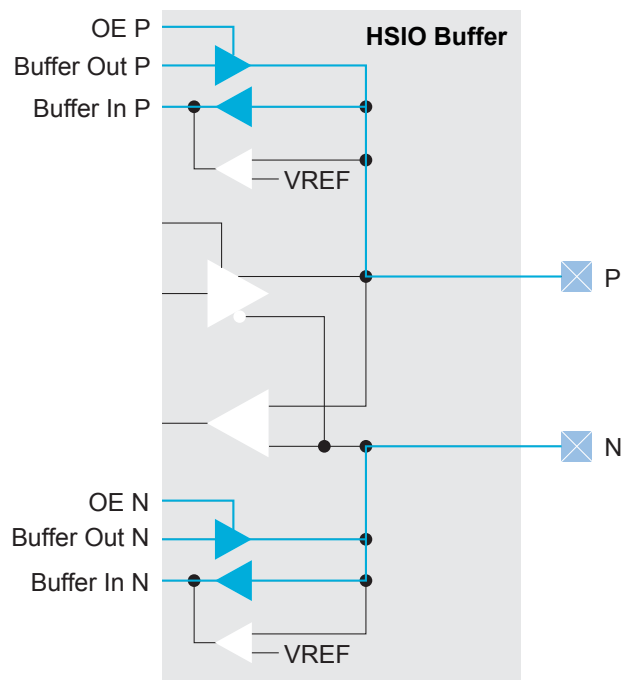 OE P
HSIO Buffer
Buffer Out P
Buffer In P
VREF
P
N
OE N
Buffer Out N
Buffer In N
VREF